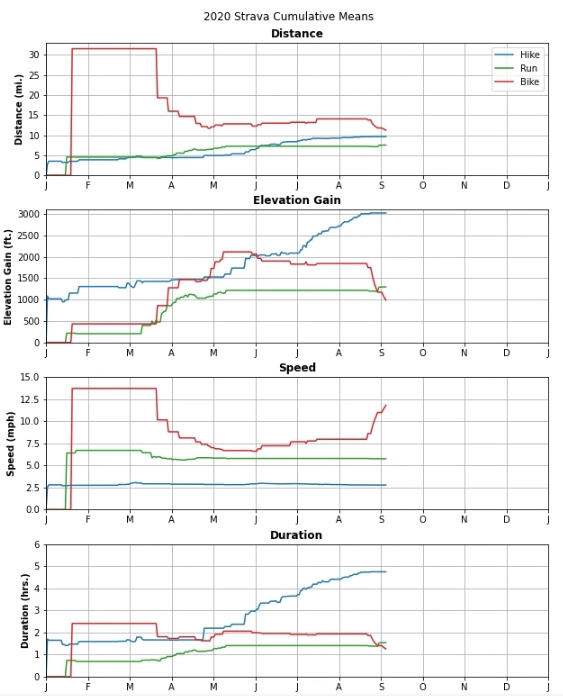 2020 Strava Cumulative Means
Distance
Distance (mi.)
30
25
20
15
10
5
0
Hike
Run
Bike
J F M A M J J A S O N D J
Elevation Gain
Elevation Gain (ft.)
3000
2500
2000
1500
1000
500
0
J F M A M J J A S O N D J
Speed
Speed (mph)
15.0
12.5
10.0
7.5
5.0
2.5
0.0
J F M A M J J A S O N D J
Duration
Duration (hrs.)
6
5
4
3
2
1
0
J F M A M J J A S O N D J